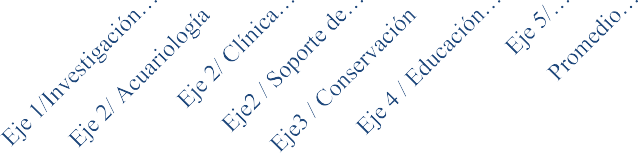 Eje 1/Investigación…
Eje 2/ Acuariología
Eje 2/ Clínica…
Eje2 / Soporte de…
Eje3 / Conservación
Eje 4 / Educación…
Eje 5/…
Promedio…